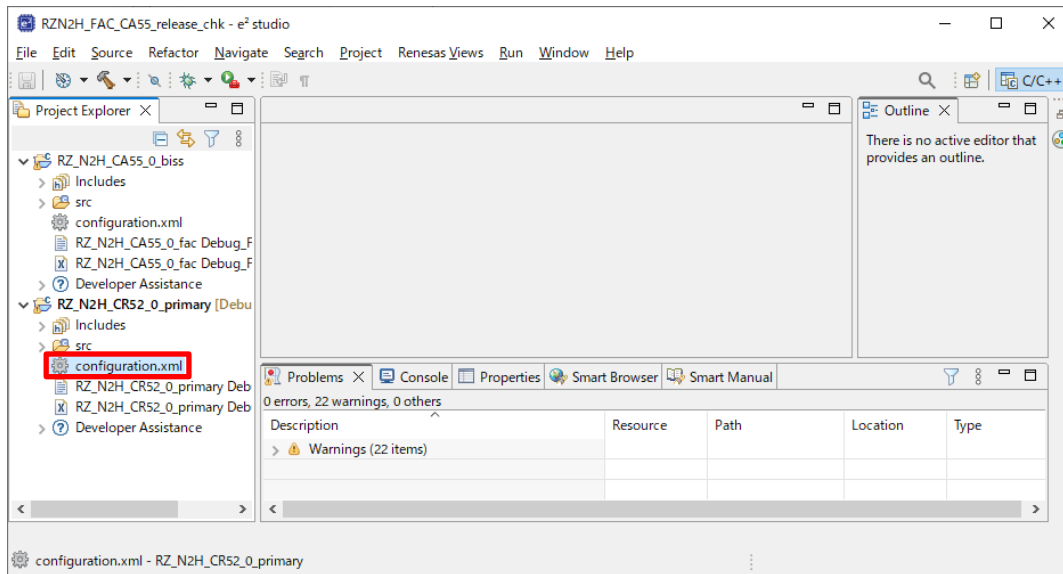 RZN2H_FAC_CA55_release_chk - e² studio
File Edit Source Refactor Navigate Search Project Renesas Views Run Window Help
C/C++
Project Explorer
RZ_N2H_CA55_0_biss
Includes
src
configuration.xml
RZ_N2H_CA55_0_fac Debug_F
RZ_N2H_CA55_0_fac Debug_F
Developer Assistance
RZ_N2H_CR52_0_primary [Debu
Includes
src
configuration.xml
RZ_N2H_CR52_0_primary Deb
RZ_N2H_CR52_0_primary Deb
Developer Assistance
Outline
There is no active editor that
provides an outline.
Problems Console Properties Smart Browser Smart Manual
0 errors, 22 warnings, 0 others
Description Resource Path Location Type
Warnings (22 items)
configuration.xml - RZ_N2H_CR52_0_primary